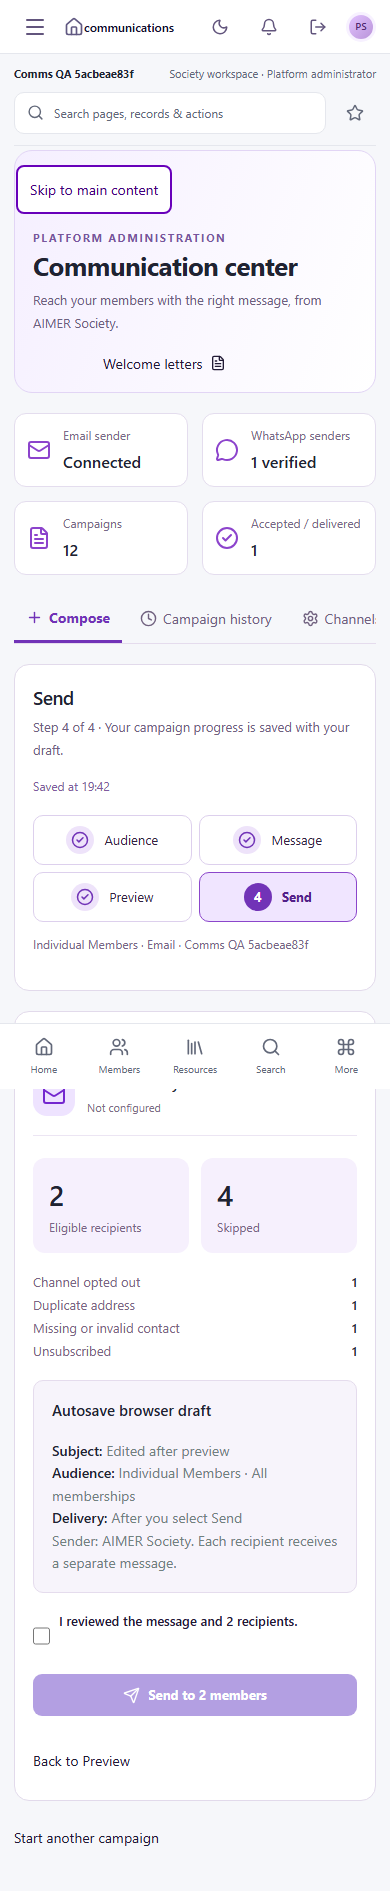 communications
PS
Comms QA 5acbeae83f
Society workspace · Platform administrator
Search pages, records & actions
Skip to main content
PLATFORM ADMINISTRATION
Communication center
Reach your members with the right message, from
AIMER Society.
Welcome letters
Email sender
Connected
WhatsApp senders
1 verified
Campaigns
12
Accepted / delivered
1
Compose
Campaign history
Channel
Send
Step 4 of 4 · Your campaign progress is saved with your
draft.
Saved at 19:42
Audience
Message
Preview
4
Send
Individual Members · Email · Comms QA 5acbeae83f
Home
Members
Resources
Search
More
Not configured
2
Eligible recipients
4
Skipped
Channel opted out 1
Duplicate address 1
Missing or invalid contact 1
Unsubscribed 1
Autosave browser draft
Subject: Edited after preview
Audience: Individual Members · All
memberships
Delivery: After you select Send
Sender: AIMER Society. Each recipient receives
a separate message.
I reviewed the message and 2 recipients.
Send to 2 members
Back to Preview
Start another campaign